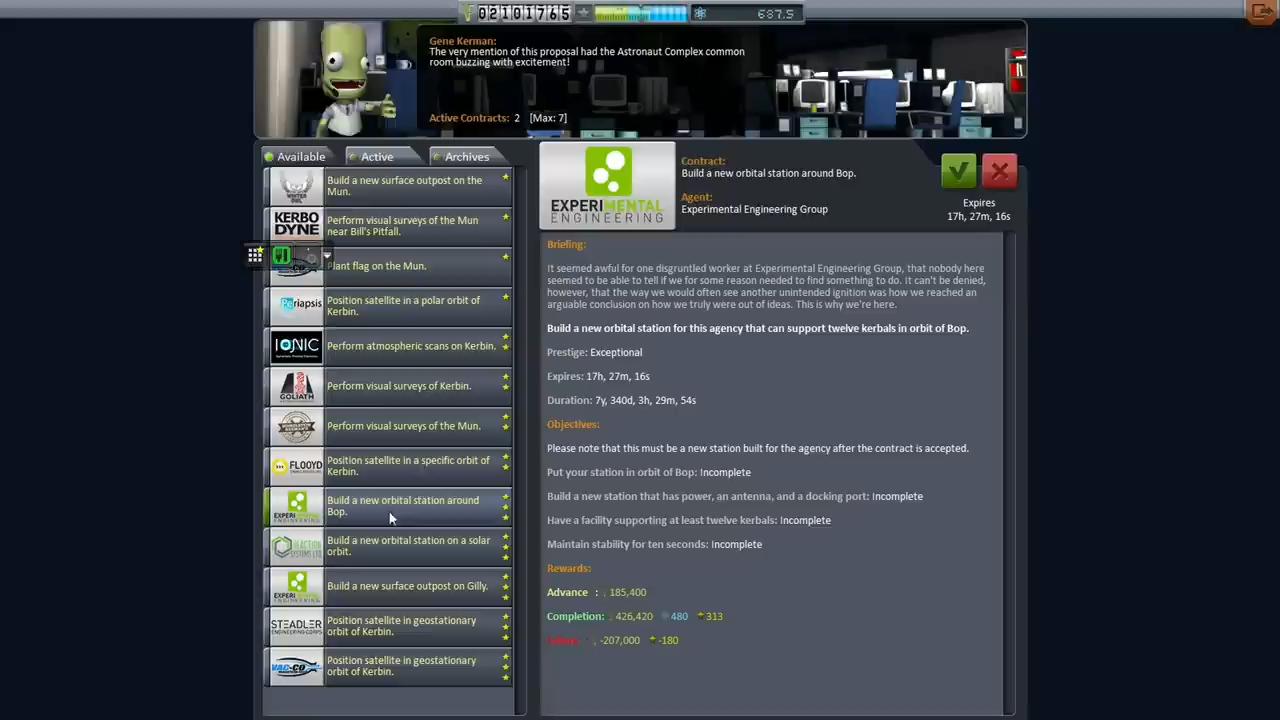 02101765
687.5
Gene Kerman:
The very mention of this proposal had the Astronaut Complex common
room buzzing with excitement!
Active Contracts: 2 [Max: 7]
Available
Active
Archives
Build a new surface outpost on the
Mun.
KERBO
DYNE
Perform visual surveys of the Mun
near Bill's Pitfall.
Plant flag on the Mun.
Periapsis
Position satellite in a polar orbit of
Kerbin.
IONIC
Perform atmospheric scans on Kerbin.
GOLIATH
Perform visual surveys of Kerbin.
Perform visual surveys of the Mun.
FLOOYD
Position satellite in a specific orbit of
Kerbin.
EXPERIMENTAL
ENGINEERING
Build a new orbital station around
Bop.
REACTION
SYSTEMS LTD
Build a new orbital station on a solar
orbit.
EXPERIMENTAL
ENGINEERING
Build a new surface outpost on Gilly.
STEADLER
ENGINEERING CORPS
Position satellite in geostationary
orbit of Kerbin.
VAC-CO
Position satellite in geostationary
orbit of Kerbin.
EXPERIMENTAL
ENGINEERING
Contract:
Build a new orbital station around Bop.
Agent:
Experimental Engineering Group
Expires
17h, 27m, 16s
Briefing:
It seemed awful for one disgruntled worker at Experimental Engineering Group, that nobody here
seemed to be able to tell if we for some reason needed to find something to do. It can't be denied,
however, that the way we would often see another unintended ignition was how we reached an
arguable conclusion on how we truly were out of ideas. This is why we're here.
Build a new orbital station for this agency that can support twelve kerbals in orbit of Bop.
Prestige: Exceptional
Expires: 17h, 27m, 16s
Duration: 7y, 340d, 3h, 29m, 54s
Objectives:
Please note that this must be a new station built for the agency after the contract is accepted.
Put your station in orbit of Bop: Incomplete
Build a new station that has power, an antenna, and a docking port: Incomplete
Have a facility supporting at least twelve kerbals: Incomplete
Maintain stability for ten seconds: Incomplete
Rewards:
Advance : 185,400
Completion: 426,420 480 313
Failure: -207,000 -180